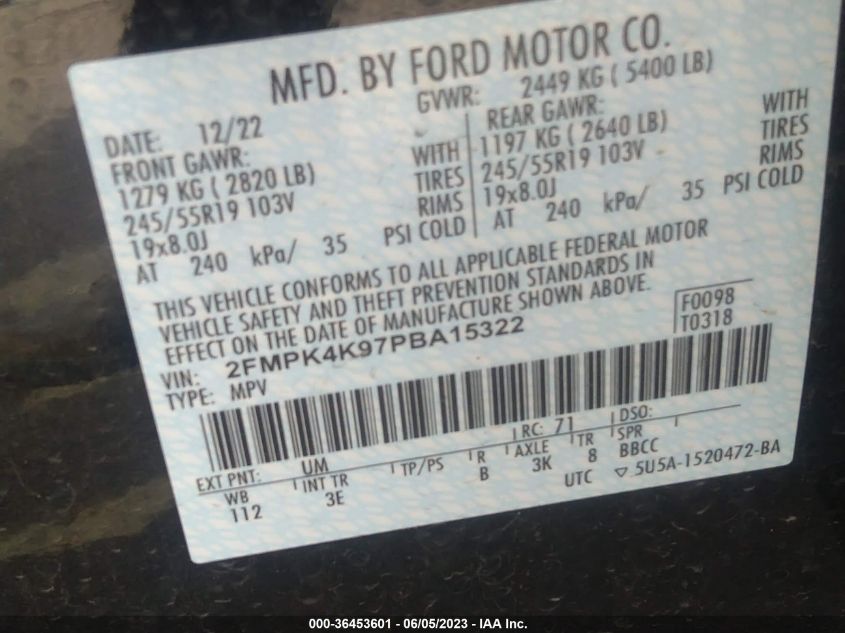 MFD. BY FORD MOTOR CO.
DATE: 12/22 GVWR: 2449 KG ( 5400 LB)
FRONT GAWR: REAR GAWR:
1279 KG ( 2820 LB) WITH 1197 KG ( 2640 LB) WITH
245/55R19 103V TIRES 245/55R19 103V TIRES
19x8.0J RIMS 19x8.0J RIMS
AT 240 kPa/ 35 PSI COLD AT 240 kPa/ 35 PSI COLD
THIS VEHICLE CONFORMS TO ALL APPLICABLE FEDERAL MOTOR
VEHICLE SAFETY AND THEFT PREVENTION STANDARDS IN
EFFECT ON THE DATE OF MANUFACTURE SHOWN ABOVE.
VIN: 2FMPK4K97PBA15322 F0098
TYPE: MPV T0318
EXT PNT: UM RC: 71 DSO:
WB INT TR TP/PS R AXLE TR SPR
112 3E B 3K 8 BBCC
UTC ▽ 5U5A-1520472-BA
000-36453601 - 06/05/2023 - IAA Inc.